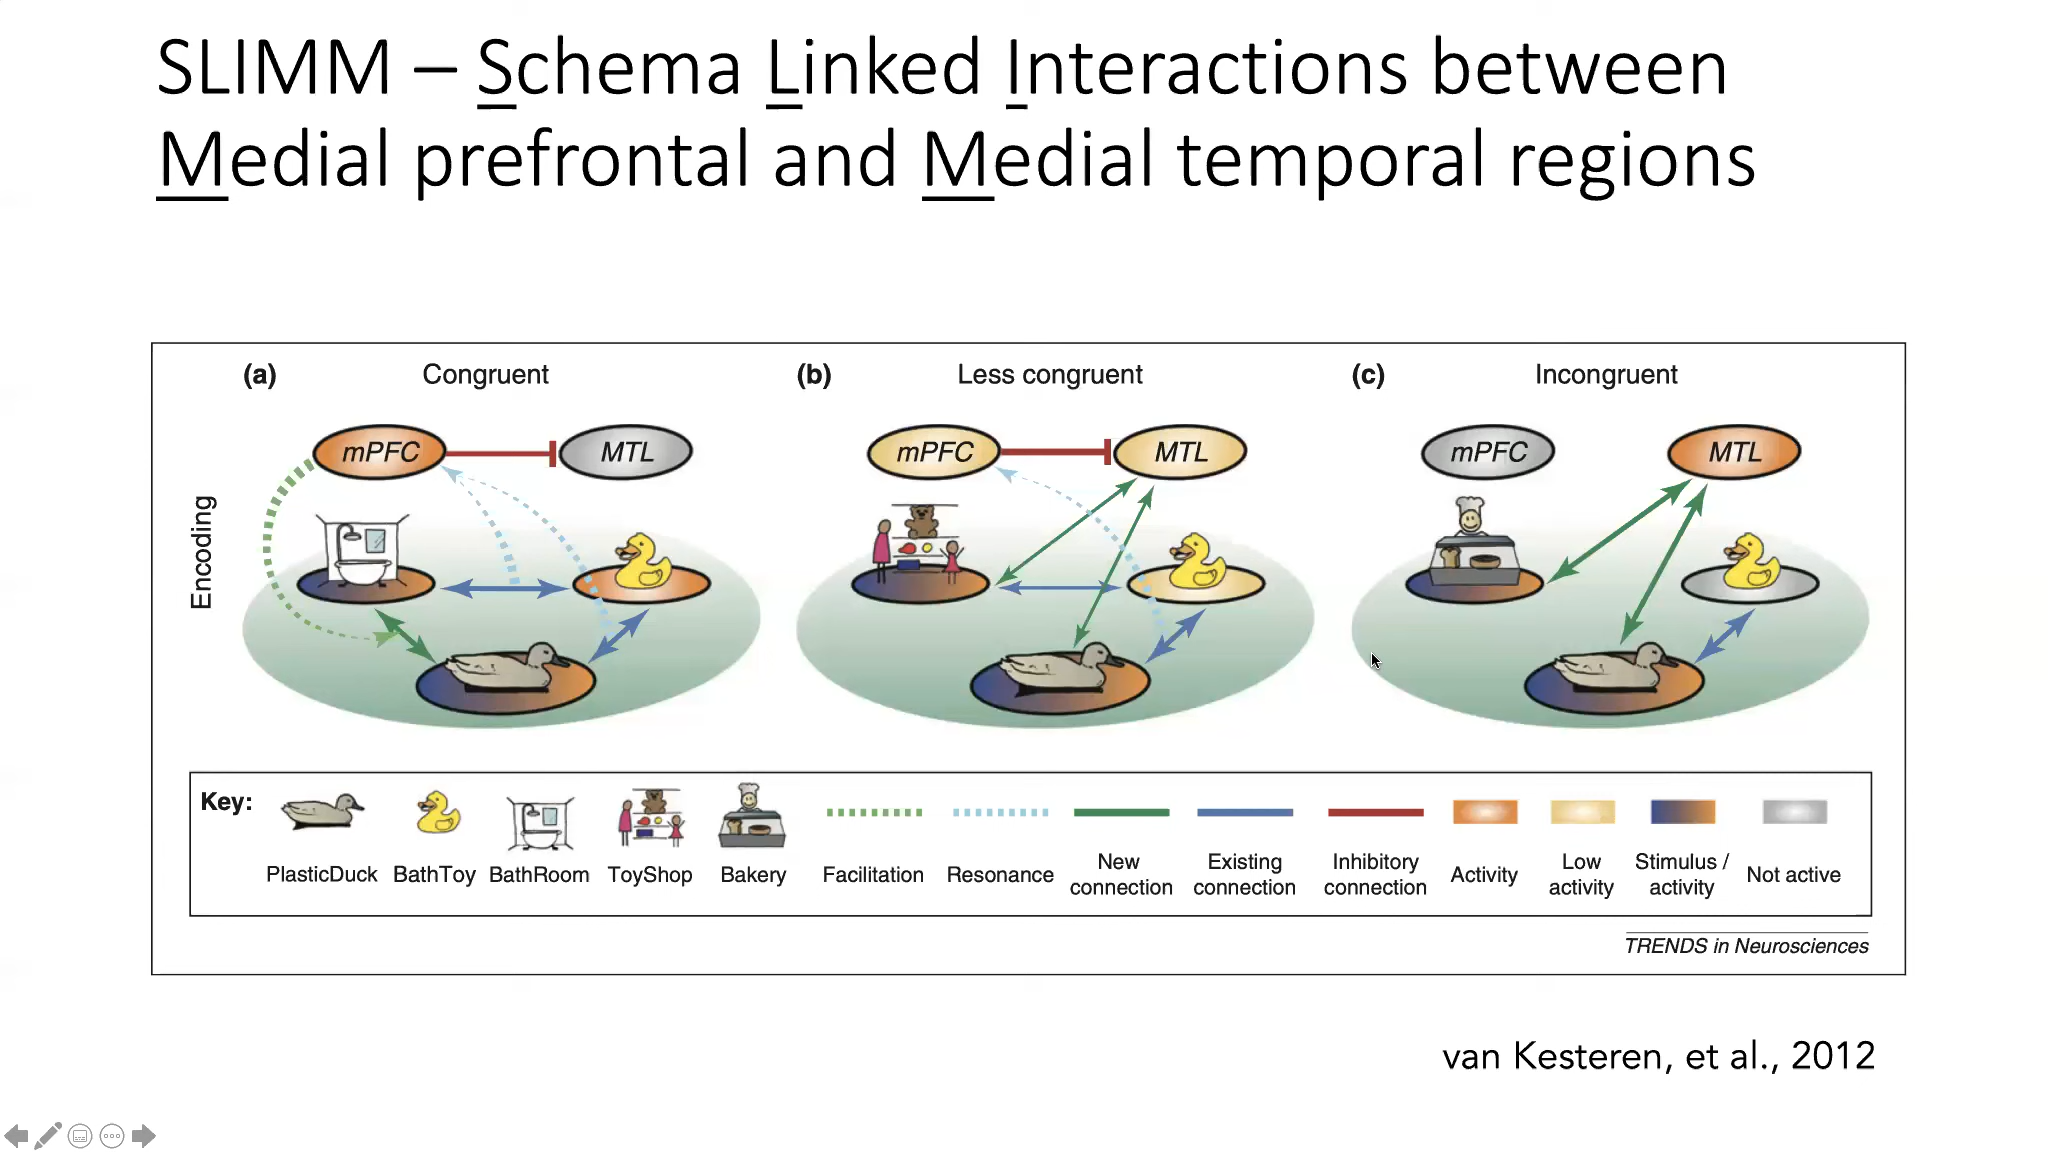 SLIMM – Schema Linked Interactions between
Medial prefrontal and Medial temporal regions
(a) Congruent
(b) Less congruent
(c) Incongruent
mPFC MTL
mPFC MTL
mPFC MTL
Encoding
Key:
PlasticDuck
BathToy
BathRoom
ToyShop
Bakery
Facilitation
Resonance
New
connection
Existing
connection
Inhibitory
connection
Activity
Low
activity
Stimulus /
activity
Not active
TRENDS in Neurosciences
van Kesteren, et al., 2012